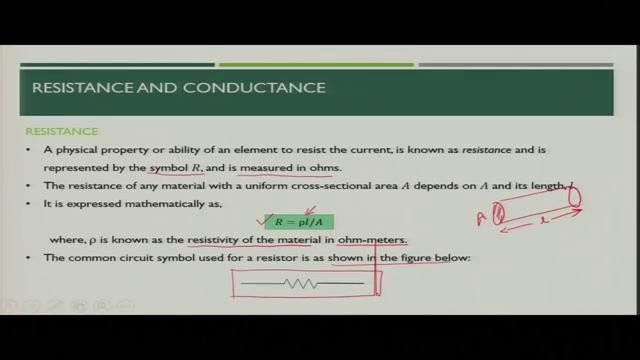 RESISTANCE AND CONDUCTANCE
RESISTANCE
• A physical property or ability of an element to resist the current, is known as resistance and is
represented by the symbol R, and is measured in ohms.
• The resistance of any material with a uniform cross-sectional area A depends on A and its length, l
• It is expressed mathematically as,
R = ρl/A
A
l
where, ρ is known as the resistivity of the material in ohm-meters.
• The common circuit symbol used for a resistor is as shown in the figure below: